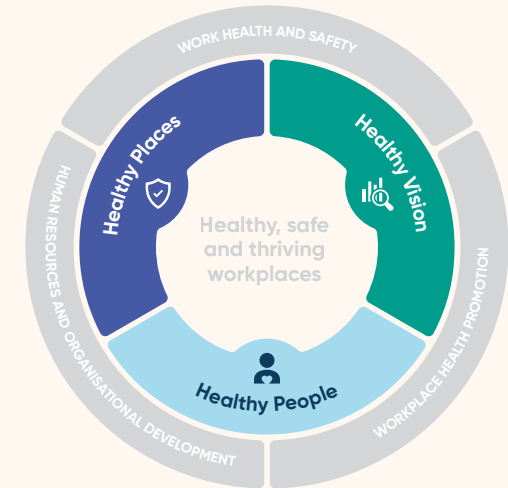 WORK HEALTH AND SAFETY
Healthy Places
Healthy Vision
Healthy, safe
and thriving
workplaces
Healthy People
HUMAN RESOURCES AND ORGANISATIONAL DEVELOPMENT
WORKPLACE HEALTH PROMOTION